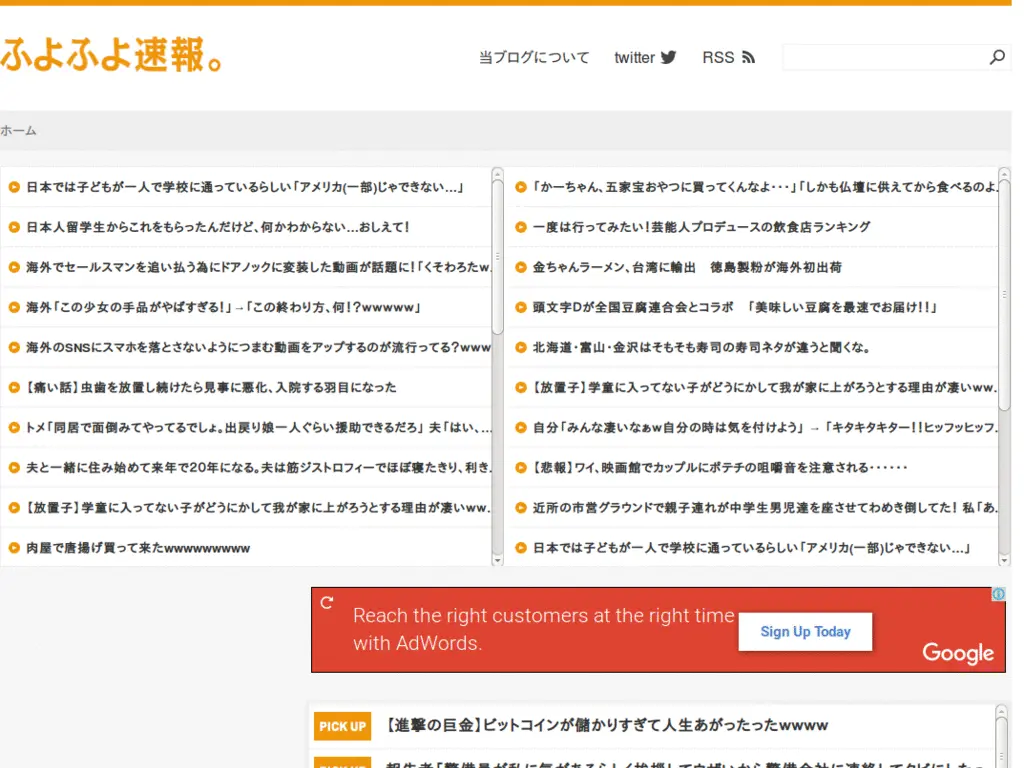 ふよふよ速報。
当ブログについて twitter RSS
ホーム
日本では子どもが一人で学校に通っているらしい「アメリカ(一部)じゃできない…」
日本人留学生からこれをもらったんだけど、何かわからない…おしえて！
海外でセールスマンを追い払う為にドアノックに変装した動画が話題に！「くそわろたw.
海外「この少女の手品がやばすぎる！」→「この終わり方、何！？wwwww」
海外のSNSにスマホを落とさないようにつまむ動画をアップするのが流行ってる？www
【痛い話】虫歯を放置し続けたら見事に悪化、入院する羽目になった
トメ「同居で面倒みてやってるでしょ。出戻り娘一人ぐらい援助できるだろ」 夫「はい、...
夫と一緒に住み始めて来年で20年になる。夫は筋ジストロフィーでほぼ寝たきり、利き.
【放置子】学童に入ってない子がどうにかして我が家に上がろうとする理由が凄いww.
肉屋で唐揚げ買って来たwwwwwwwww
「かーちゃん、五家宝おやつに買ってくんなよ・・・」「しかも仏壇に供えてから食べるのよ.
一度は行ってみたい！芸能人プロデュースの飲食店ランキング
金ちゃんラーメン、台湾に輸出　徳島製粉が海外初出荷
頭文字Dが全国豆腐連合会とコラボ　「美味しい豆腐を最速でお届け！！」
北海道・富山・金沢はそもそも寿司の寿司ネタが違うと聞くな。
【放置子】学童に入ってない子がどうにかして我が家に上がろうとする理由が凄いww.
自分「みんな凄いなぁw自分の時は気を付けよう」 → 「キタキタキター！！ヒッフッヒッフ.
【悲報】ワイ、映画館でカップルにポテチの咀嚼音を注意される・・・・・・
近所の市営グラウンドで親子連れが中学生男児達を座させてわめき倒してた！ 私「あ.
日本では子どもが一人で学校に通っているらしい「アメリカ(一部)じゃできない…」
Reach the right customers at the right time
with AdWords.
Sign Up Today
Google
PICK UP 【進撃の巨金】ビットコインが儲かりすぎて人生あがったったwwww